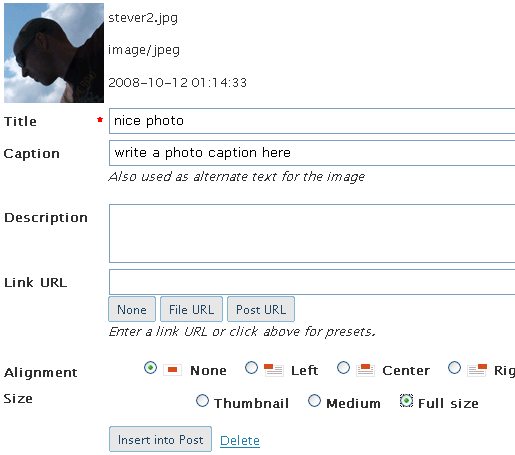 stever2.jpg
image/jpeg
2008-10-12 01:14:33
Title * nice photo
Caption write a photo caption here
Also used as alternate text for the image
Description
Link URL
None File URL Post URL
Enter a link URL or click above for presets.
Alignment None Left Center Rig
Size Thumbnail Medium Full size
Insert into Post Delete